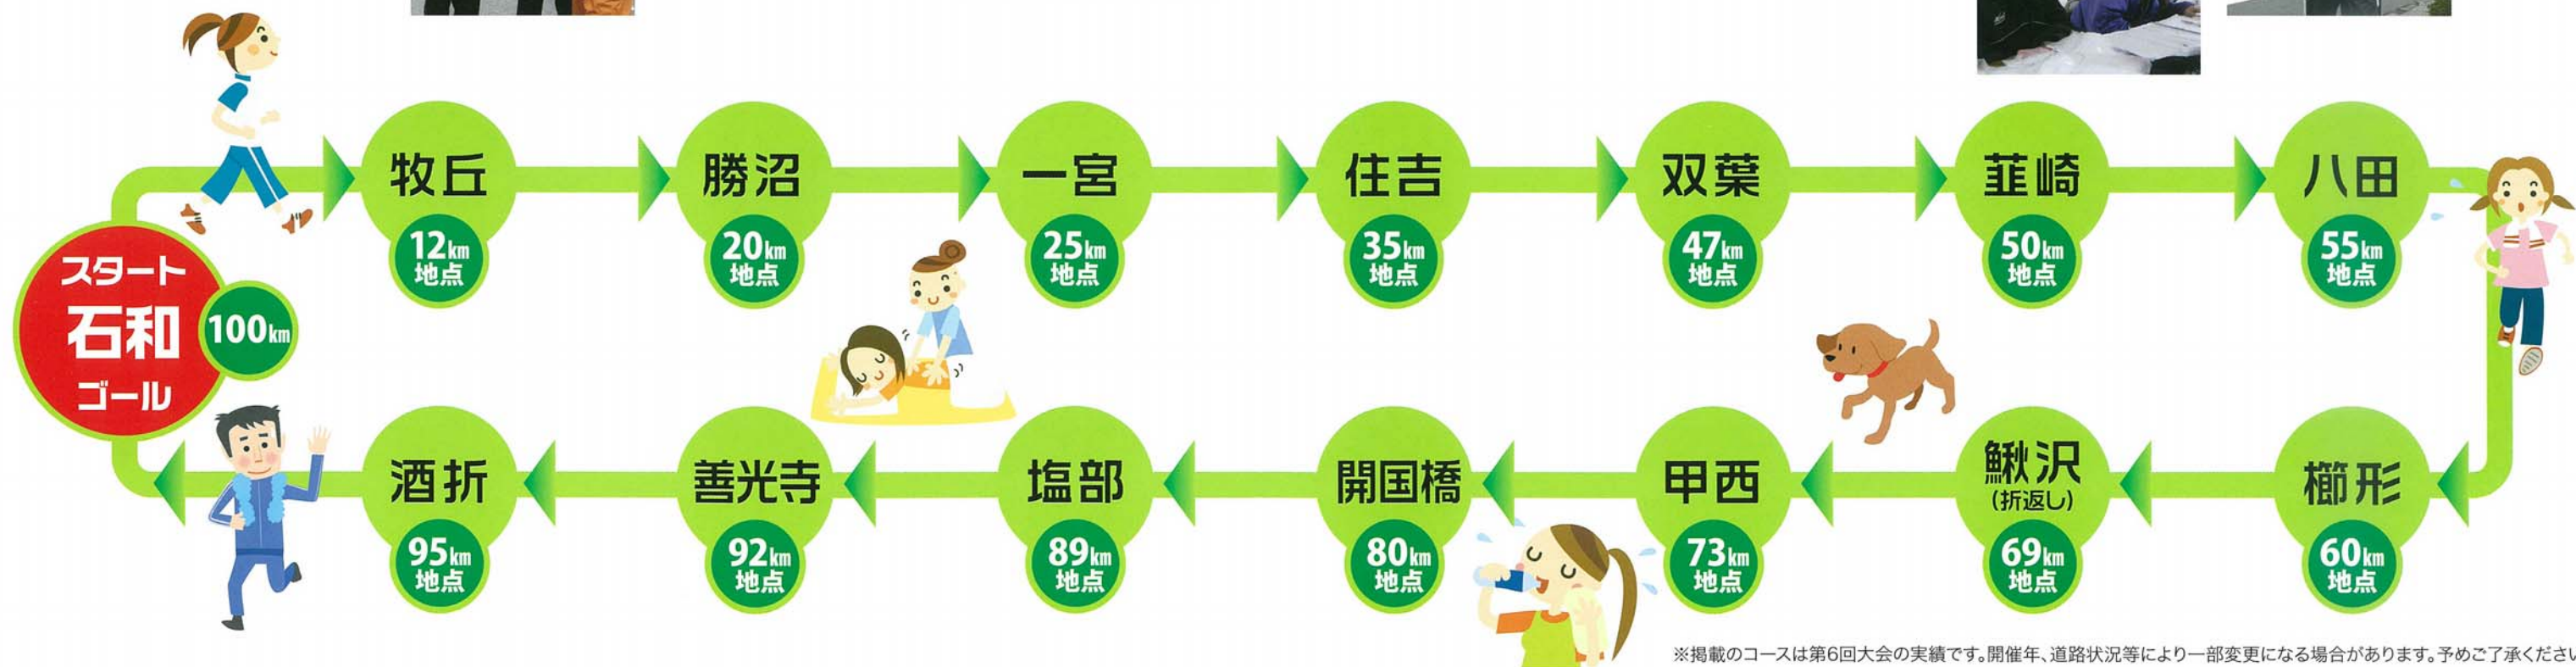 スタート
石和
ゴール
100km
牧丘
12km
地点
勝沼
20km
地点
一宮
25km
地点
住吉
35km
地点
双葉
47km
地点
韮崎
50km
地点
八田
55km
地点
櫛形
60km
地点
鰍沢
(折返し)
69km
地点
甲西
73km
地点
開国橋
80km
地点
塩部
89km
地点
善光寺
92km
地点
酒折
95km
地点
※掲載のコースは第6回大会の実績です。開催年、道路状況等により一部変更になる場合があります。予めご了承くださ